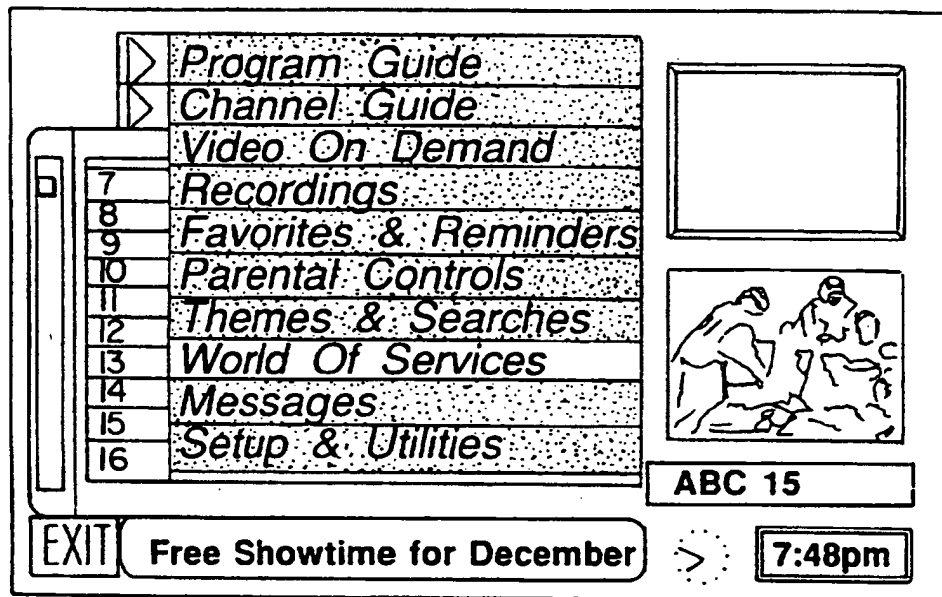 Program Guide
Channel Guide
Video On Demand
7 Recordings
8
9 Favorites & Reminders
10 Parental Controls
11
12 Themes & Searches
13 World Of Services
14 Messages
15
16 Setup & Utilities
ABC 15
EXIT Free Showtime for December 7:48pm